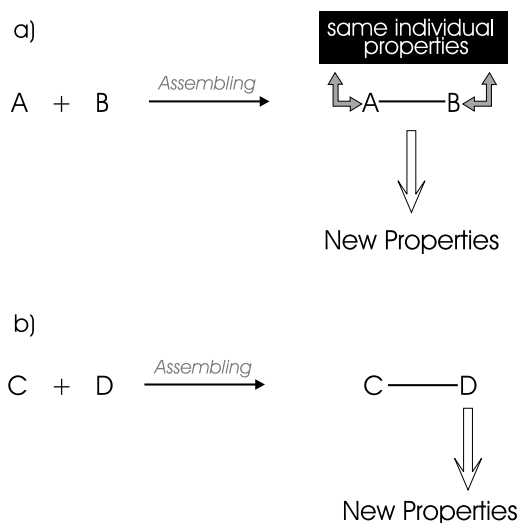 a)
same individual
properties
A + B Assembling A B
New Properties
b)
C + D Assembling C D
New Properties